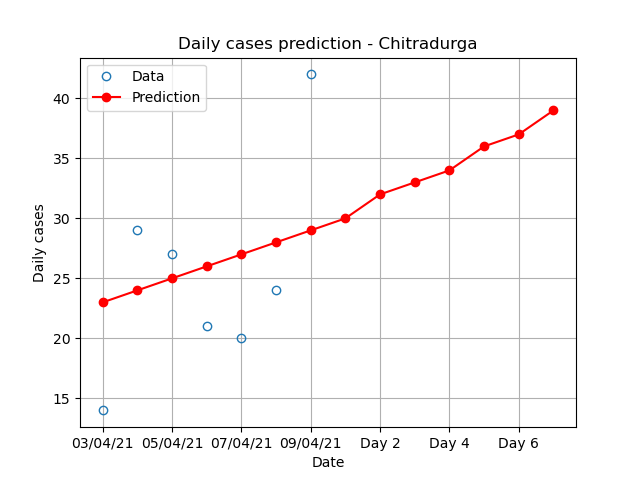 Daily cases prediction - Chitradurga
Data
Prediction
Daily cases
40
35
30
25
20
15
03/04/21 05/04/21 07/04/21 09/04/21 Day 2 Day 4 Day 6
Date